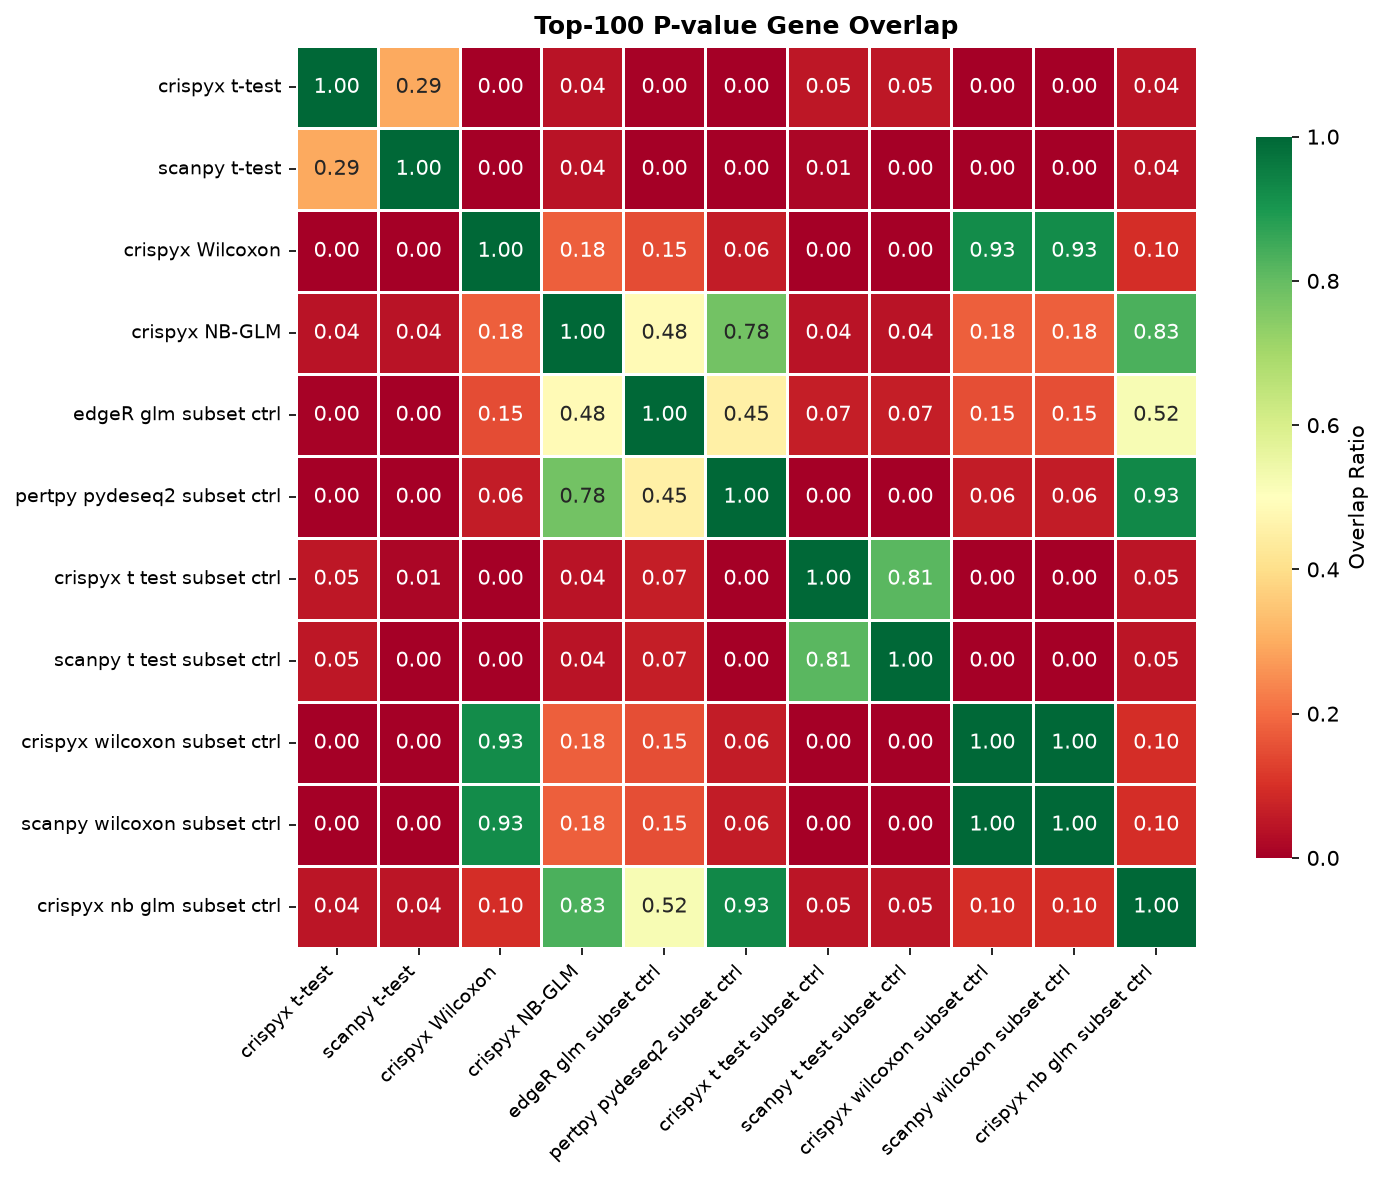 Top-100 P-value Gene Overlap
crispyx t-test 1.00 0.29 0.00 0.04 0.00 0.00 0.05 0.05 0.00 0.00 0.04
scanpy t-test 0.29 1.00 0.00 0.04 0.00 0.00 0.01 0.00 0.00 0.00 0.04
crispyx Wilcoxon 0.00 0.00 1.00 0.18 0.15 0.06 0.00 0.00 0.93 0.93 0.10
crispyx NB-GLM 0.04 0.04 0.18 1.00 0.48 0.78 0.04 0.04 0.18 0.18 0.83
edgeR glm subset ctrl 0.00 0.00 0.15 0.48 1.00 0.45 0.07 0.07 0.15 0.15 0.52
pertpy pydeseq2 subset ctrl 0.00 0.00 0.06 0.78 0.45 1.00 0.00 0.00 0.06 0.06 0.93
crispyx t test subset ctrl 0.05 0.01 0.00 0.04 0.07 0.00 1.00 0.81 0.00 0.00 0.05
scanpy t test subset ctrl 0.05 0.00 0.00 0.04 0.07 0.00 0.81 1.00 0.00 0.00 0.05
crispyx wilcoxon subset ctrl 0.00 0.00 0.93 0.18 0.15 0.06 0.00 0.00 1.00 1.00 0.10
scanpy wilcoxon subset ctrl 0.00 0.00 0.93 0.18 0.15 0.06 0.00 0.00 1.00 1.00 0.10
crispyx nb glm subset ctrl 0.04 0.04 0.10 0.83 0.52 0.93 0.05 0.05 0.10 0.10 1.00
crispyx t-test
scanpy t-test
crispyx Wilcoxon
crispyx NB-GLM
edgeR glm subset ctrl
pertpy pydeseq2 subset ctrl
crispyx t test subset ctrl
scanpy t test subset ctrl
crispyx wilcoxon subset ctrl
scanpy wilcoxon subset ctrl
crispyx nb glm subset ctrl
1.0
0.8
0.6
0.4
0.2
0.0
Overlap Ratio